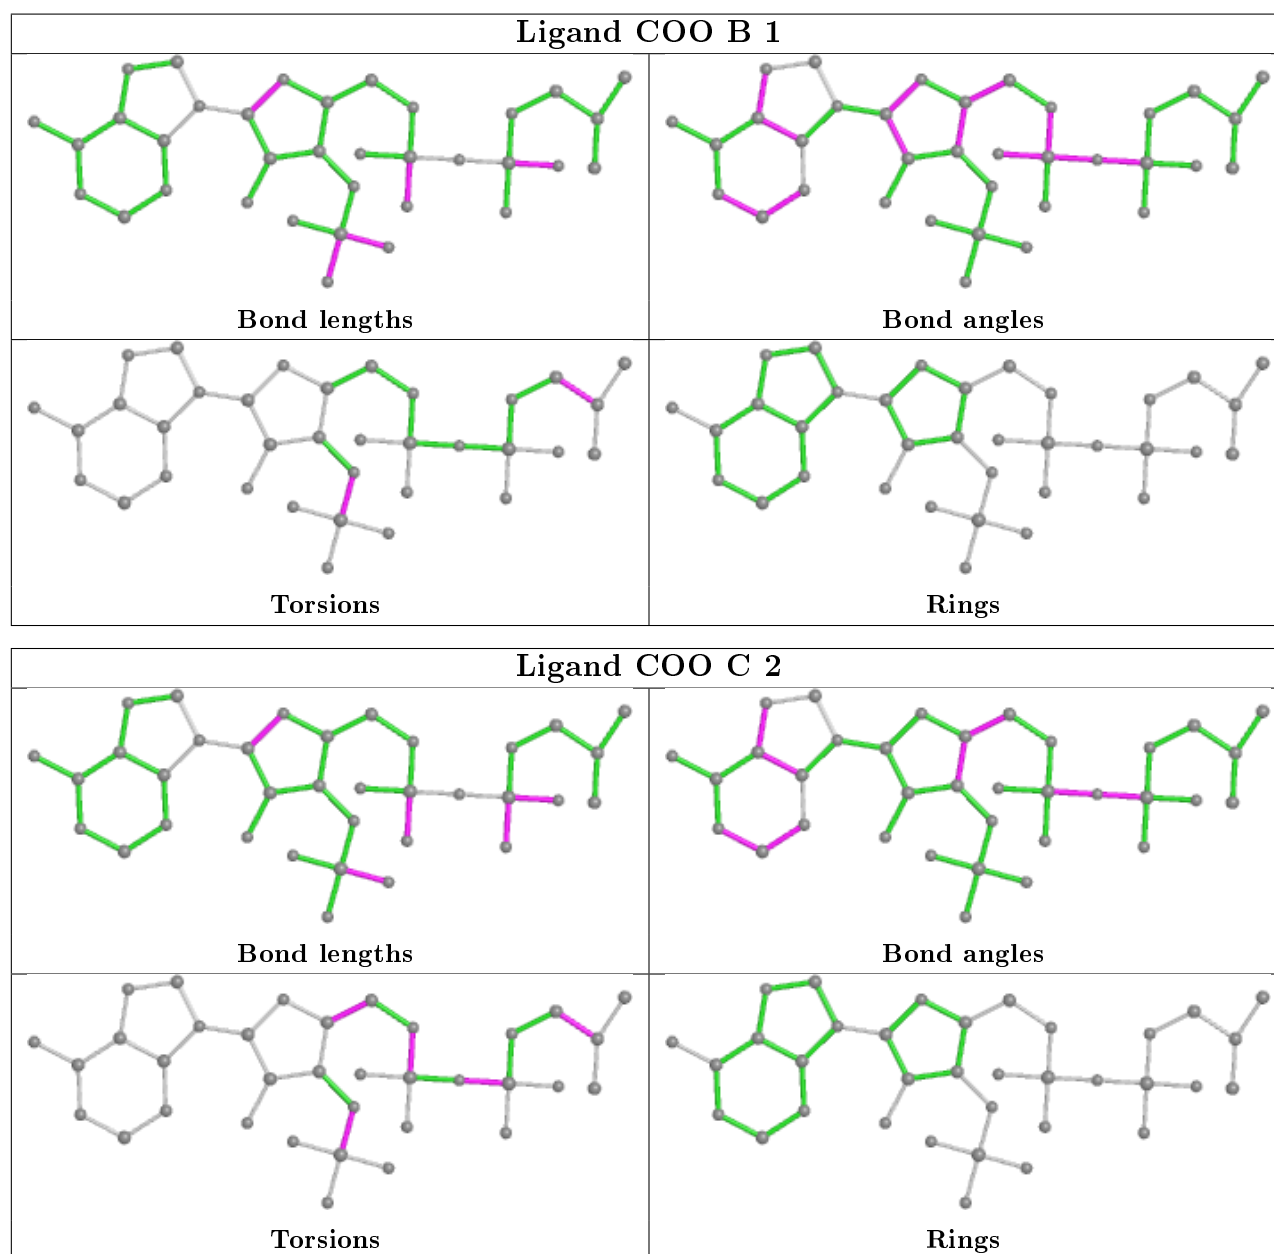 Ligand COO B 1
Bond lengths
Bond angles
Torsions
Rings
Ligand COO C 2
Bond lengths
Bond angles
Torsions
Rings